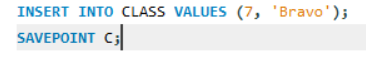 INSERT INTO CLASS VALUES (7, 'Bravo');
SAVEPOINT C;